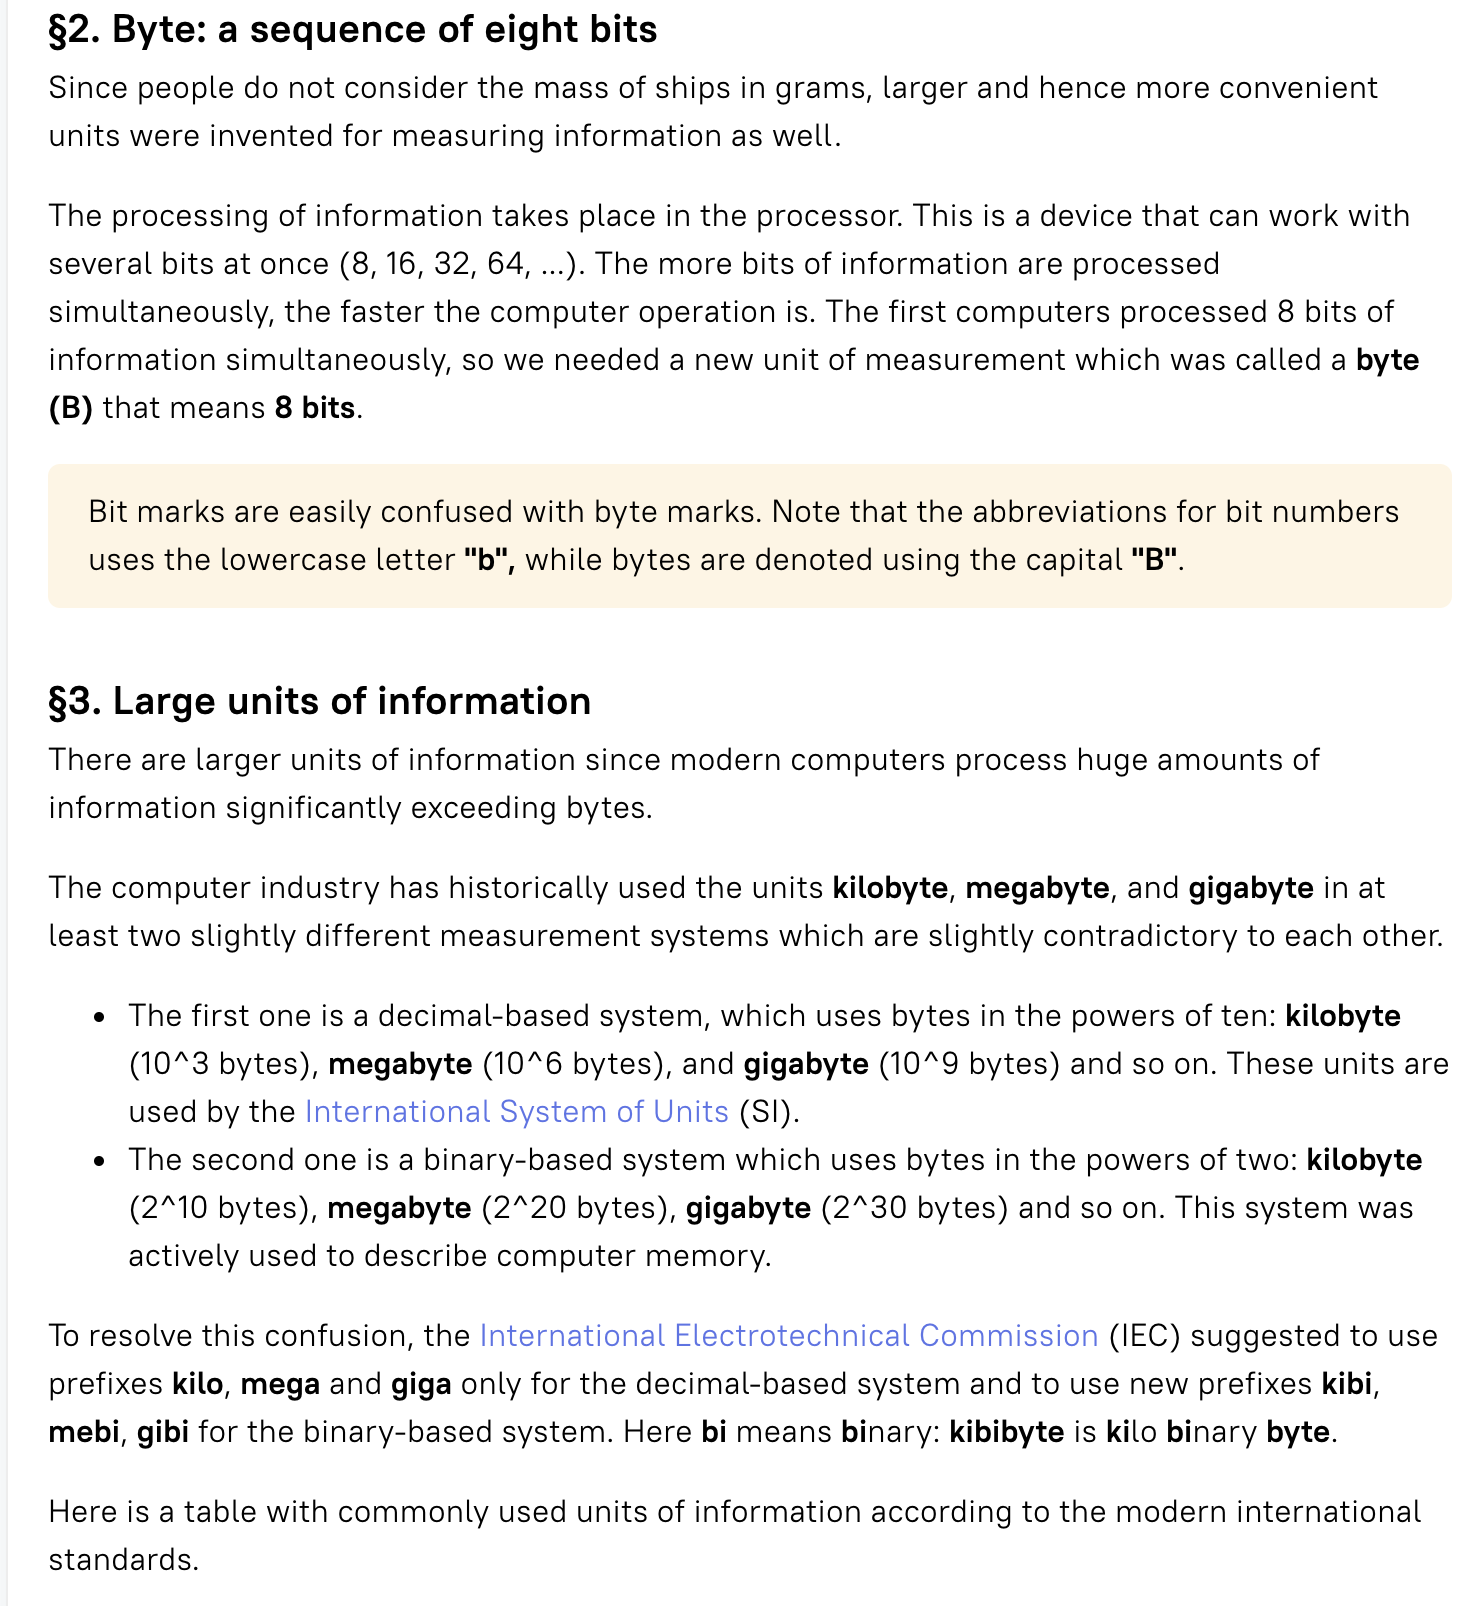 §2. Byte: a sequence of eight bits
Since people do not consider the mass of ships in grams, larger and hence more convenient
units were invented for measuring information as well.
The processing of information takes place in the processor. This is a device that can work with
several bits at once (8, 16, 32, 64, ...). The more bits of information are processed
simultaneously, the faster the computer operation is. The first computers processed 8 bits of
information simultaneously, so we needed a new unit of measurement which was called a byte
(B) that means 8 bits.
Bit marks are easily confused with byte marks. Note that the abbreviations for bit numbers
uses the lowercase letter "b", while bytes are denoted using the capital "B".
§3. Large units of information
There are larger units of information since modern computers process huge amounts of
information significantly exceeding bytes.
The computer industry has historically used the units kilobyte, megabyte, and gigabyte in at
least two slightly different measurement systems which are slightly contradictory to each other.
• The first one is a decimal-based system, which uses bytes in the powers of ten: kilobyte
(10^3 bytes), megabyte (10^6 bytes), and gigabyte (10^9 bytes) and so on. These units are
used by the International System of Units (SI).
• The second one is a binary-based system which uses bytes in the powers of two: kilobyte
(2^10 bytes), megabyte (2^20 bytes), gigabyte (2^30 bytes) and so on. This system was
actively used to describe computer memory.
To resolve this confusion, the International Electrotechnical Commission (IEC) suggested to use
prefixes kilo, mega and giga only for the decimal-based system and to use new prefixes kibi,
mebi, gibi for the binary-based system. Here bi means binary: kibibyte is kilo binary byte.
Here is a table with commonly used units of information according to the modern international
standards.